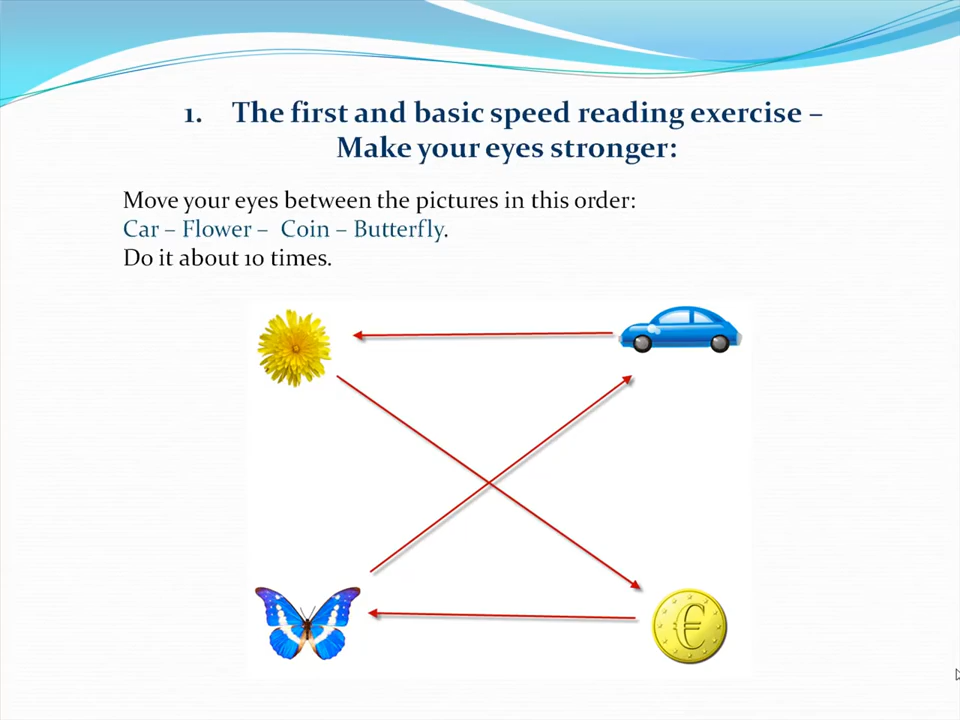 1. The first and basic speed reading exercise –
Make your eyes stronger:
Move your eyes between the pictures in this order:
Car – Flower – Coin – Butterfly.
Do it about 10 times.
€